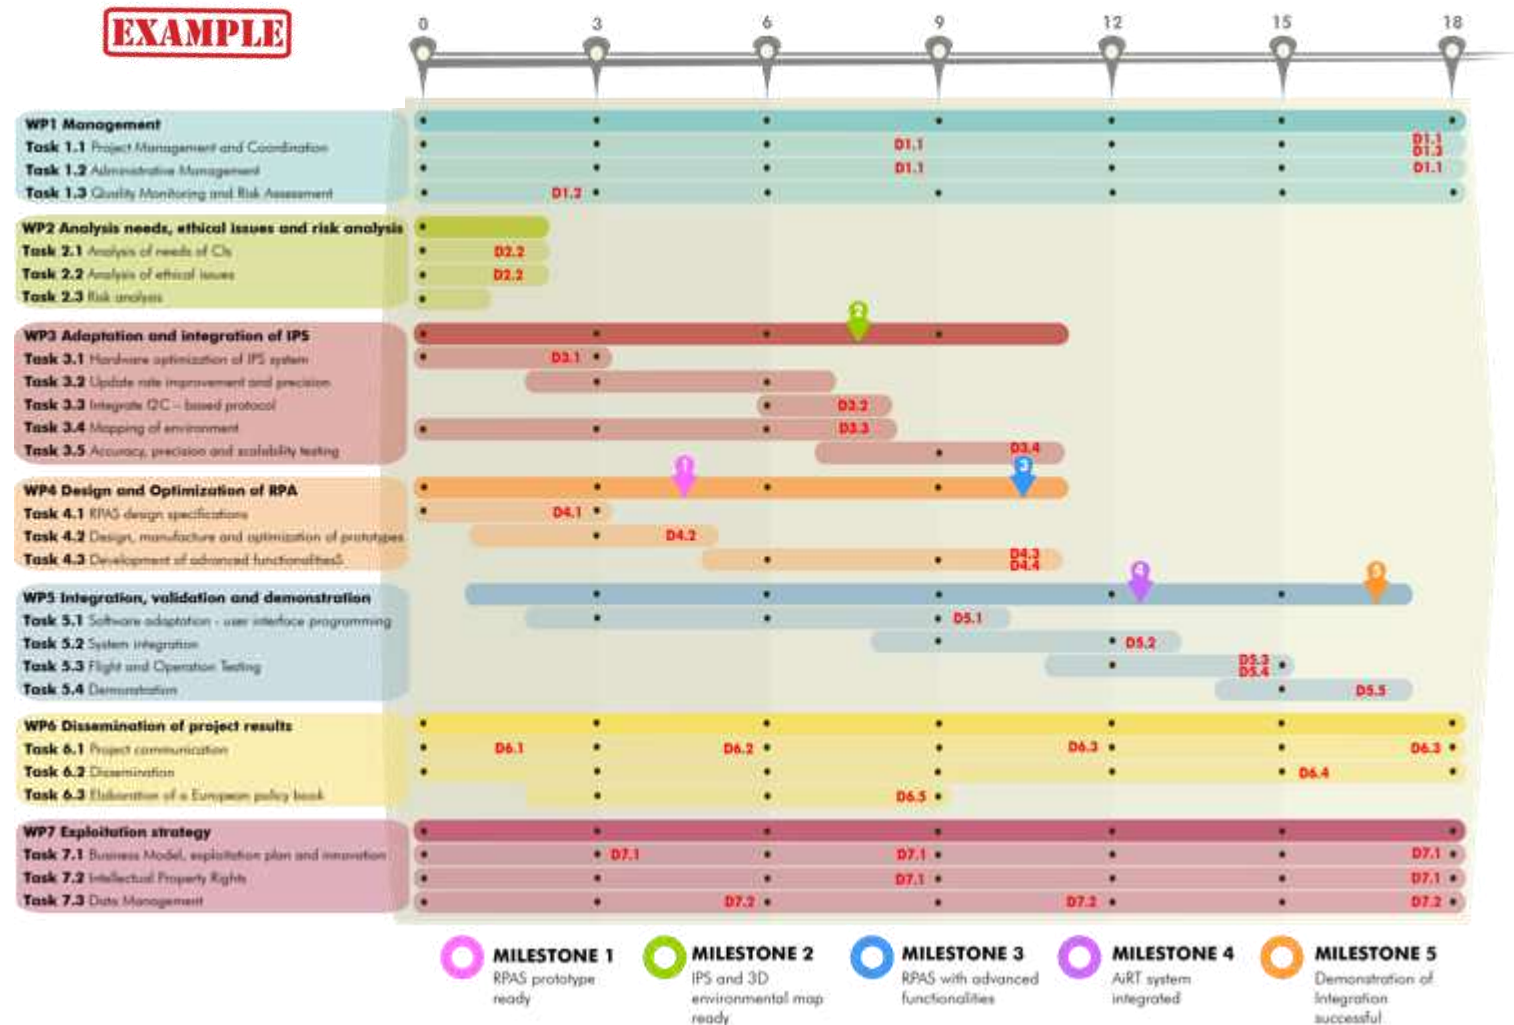 EXAMPLE
0 3 6 9 12 15 18
WP1 Management
Task 1.1 Project Management and Coordination D1.1 D1.1
D1.3
Task 1.2 Administrative Management D1.1 D1.1
Task 1.3 Quality Monitoring and Risk Assessment D1.2
WP2 Analysis needs, ethical issues and risk analysis
Task 2.1 Analysis of needs of CIs D2.2
Task 2.2 Analysis of ethical issues D2.2
Task 2.3 Risk analysis
2
WP3 Adaptation and integration of IPS
Task 3.1 Hardware optimization of IPS system D3.1
Task 3.2 Update rate improvement and precision
Task 3.3 Integrate I2C – based protocol D3.2
Task 3.4 Mapping of environment D3.3
Task 3.5 Accuracy, precision and scalability testing D3.4
1 3
WP4 Design and Optimization of RPA
Task 4.1 RPAS design specifications D4.1
Task 4.2 Design, manufacture and optimization of prototypes D4.2
Task 4.3 Development of advanced functionalitieS D4.3
D4.4
4 5
WP5 Integration, validation and demonstration
Task 5.1 Software adaptation - user interface programming D5.1
Task 5.2 System integration D5.2
Task 5.3 Flight and Operation Testing D5.3
D5.4
Task 5.4 Demonstration D5.5
WP6 Dissemination of project results
Task 6.1 Project communication D6.1 D6.2 D6.3 D6.3
Task 6.2 Dissemination D6.4
Task 6.3 Elaboration of a European policy book D6.5
WP7 Exploitation strategy
Task 7.1 Business Model, exploitation plan and innovation D7.1 D7.1 D7.1
Task 7.2 Intellectual Property Rights D7.1 D7.1
Task 7.3 Data Management D7.2 D7.2 D7.2
MILESTONE 1
RPAS prototype
ready
MILESTONE 2
IPS and 3D
environmental map
ready
MILESTONE 3
RPAS with advanced
functionalities
MILESTONE 4
AiRT system
integrated
MILESTONE 5
Demonstration of
Integration
successful